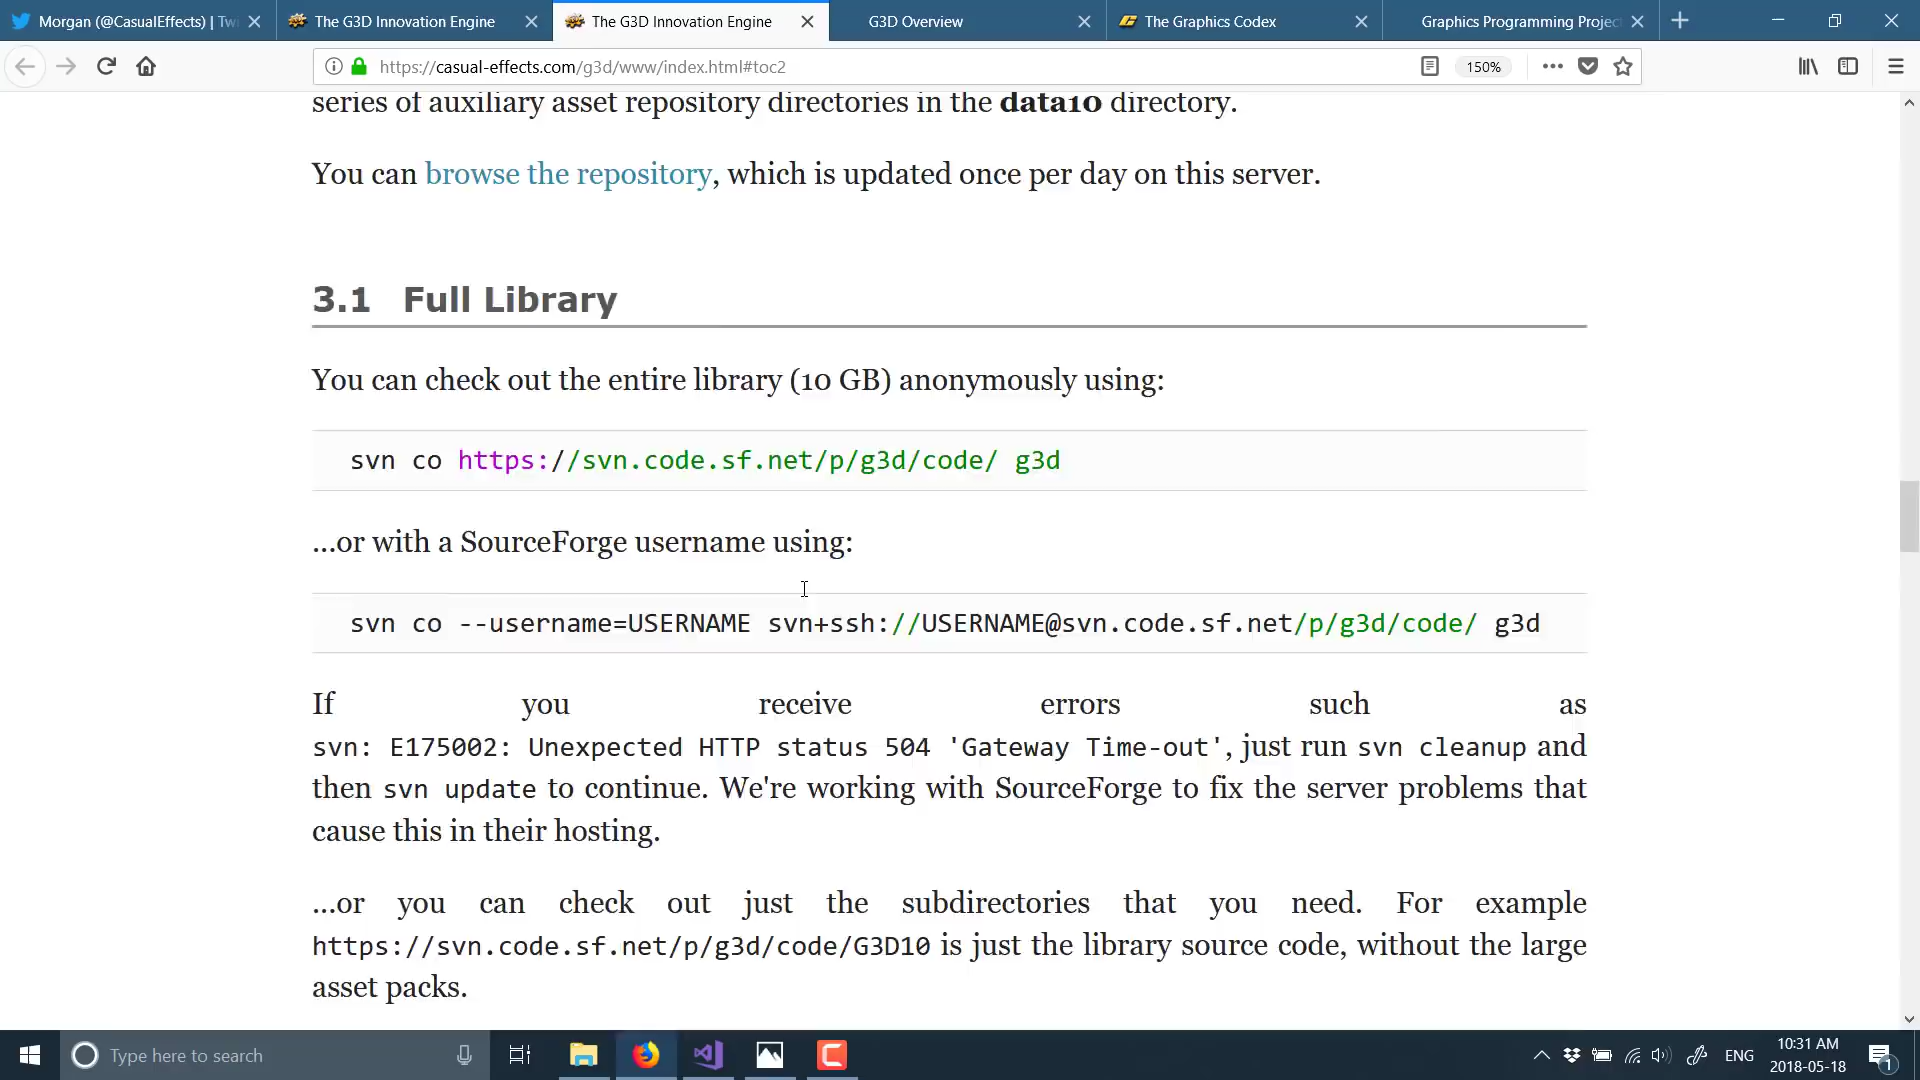 Morgan (@CasualEffects) | Tw
The G3D Innovation Engine
The G3D Innovation Engine
G3D Overview
The Graphics Codex
Graphics Programming Projec
https://casual-effects.com/g3d/www/index.html#toc2
150%
series of auxiliary asset repository directories in the data10 directory.
You can browse the repository, which is updated once per day on this server.
3.1 Full Library
You can check out the entire library (10 GB) anonymously using:
svn co https://svn.code.sf.net/p/g3d/code/ g3d
...or with a SourceForge username using:
svn co --username=USERNAME svn+ssh://USERNAME@svn.code.sf.net/p/g3d/code/ g3d
If you receive errors such as
svn: E175002: Unexpected HTTP status 504 'Gateway Time-out', just run svn cleanup and
then svn update to continue. We're working with SourceForge to fix the server problems that
cause this in their hosting.
...or you can check out just the subdirectories that you need. For example
https://svn.code.sf.net/p/g3d/code/G3D10 is just the library source code, without the large
asset packs.
Type here to search
ENG
10:31 AM
2018-05-18
1